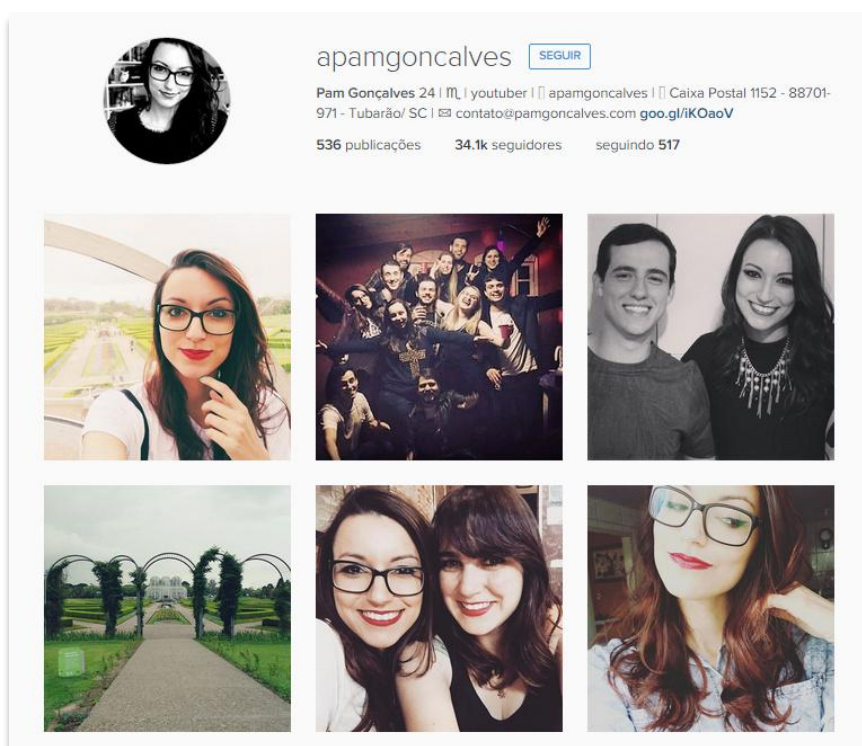 apamgoncalves SEGUIR
Pam Gonçalves 24 | ♏ | youtuber | ▯ apamgoncalves | ▯ Caixa Postal 1152 - 88701-
971 - Tubarão/ SC | ✉ contato@pamgoncalves.com goo.gl/iKOaoV
536 publicações 34.1k seguidores seguindo 517